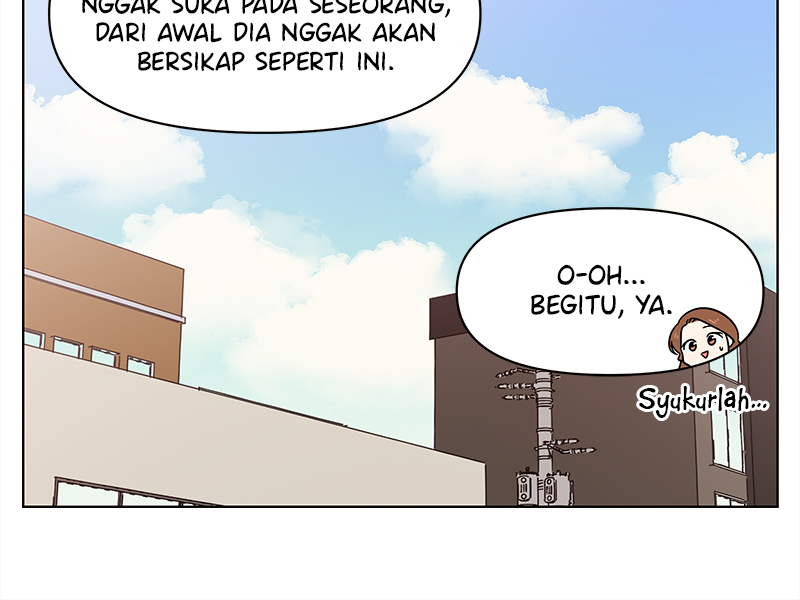 NGGAK SUKA PADA SESEORANG,
DARI AWAL DIA NGGAK AKAN
BERSIKAP SEPERTI INI.
O-OH...
BEGITU, YA.
Syukurlah...